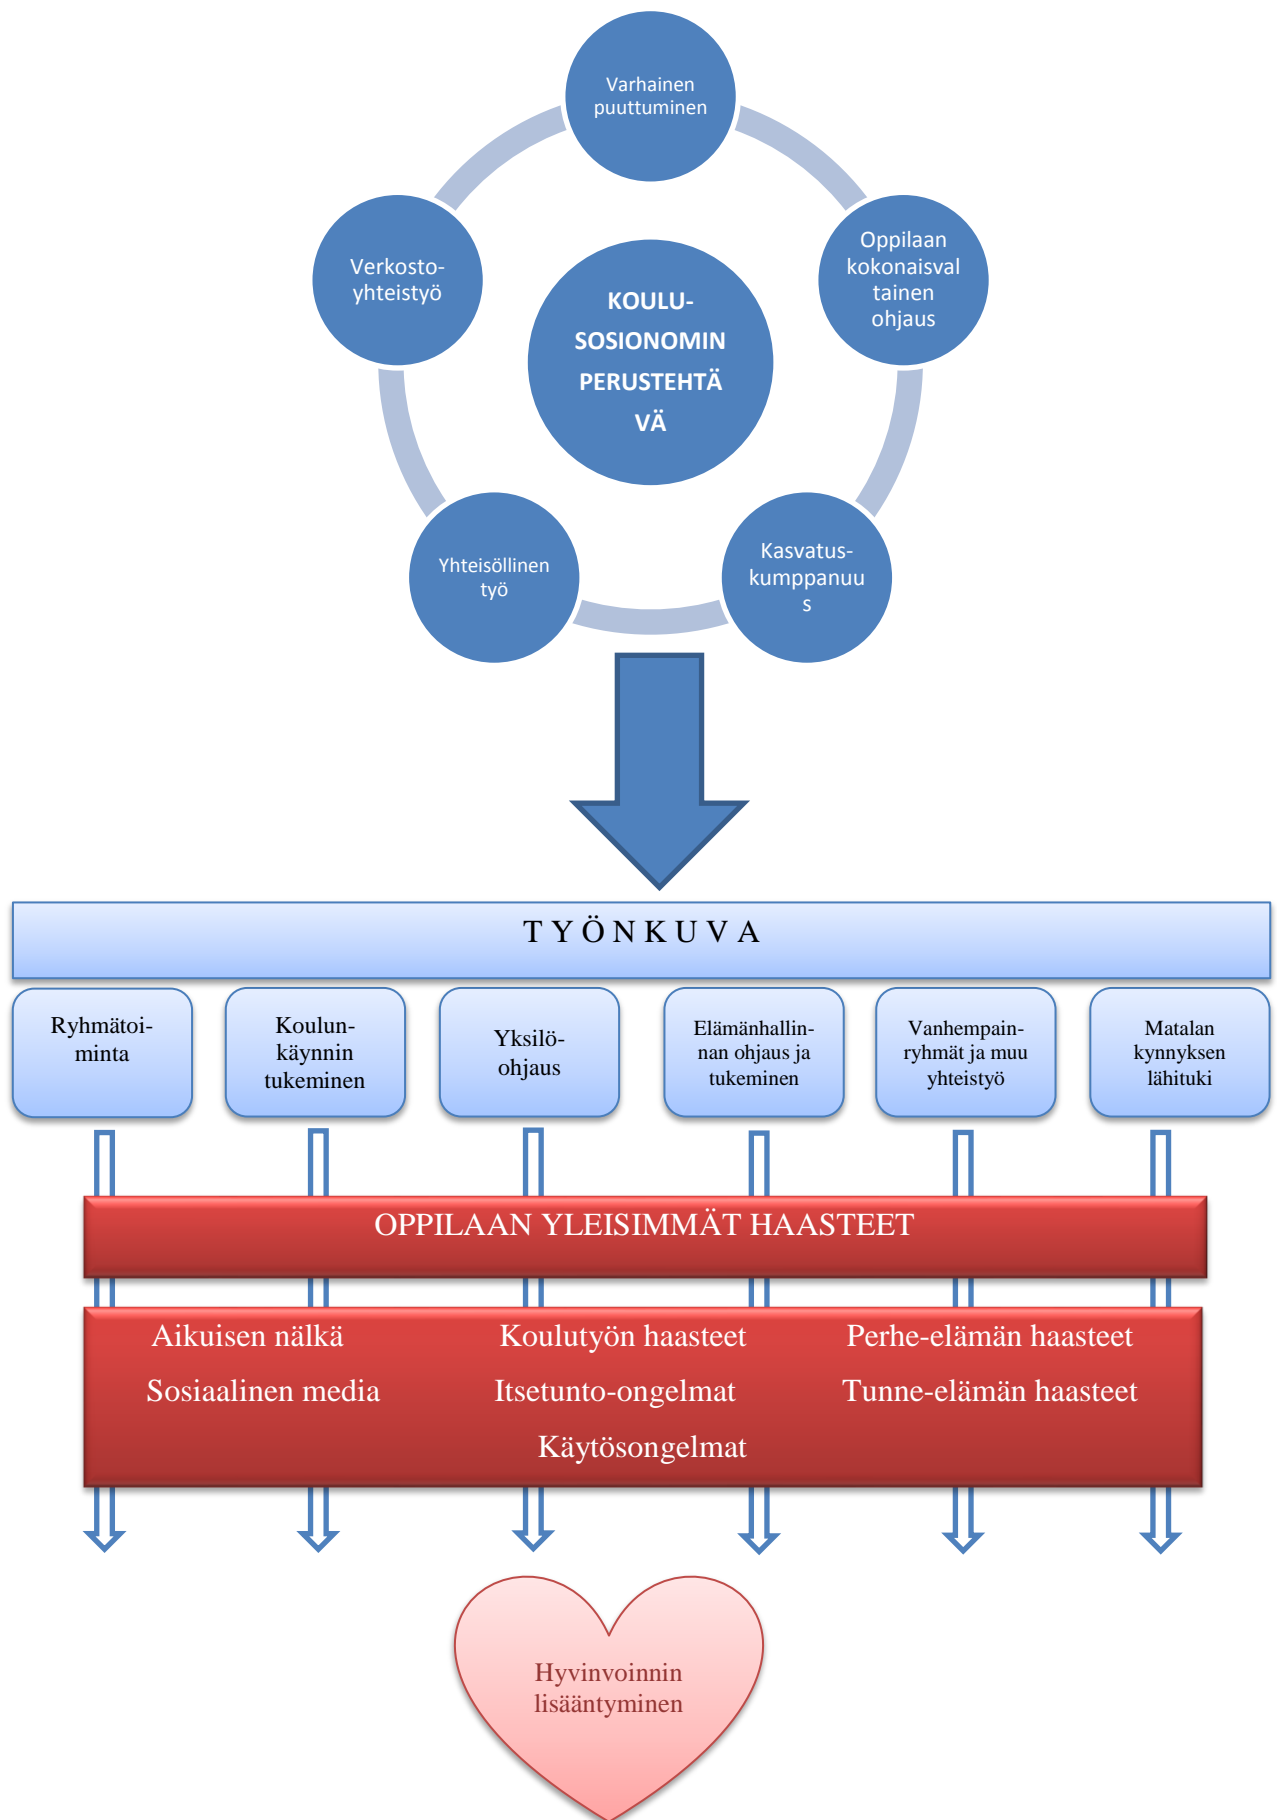 Varhainen
puuttuminen
Verkosto-
yhteistyö
Oppilaan
kokonaisval
tainen
ohjaus
KOULU-
SOSIONOMIN
PERUSTEHTÄ
VÄ
Yhteisöllinen
työ
Kasvatus-
kumppanuu
s
T Y Ö N K U V A
Ryhmätoi-
minta
Koulun-
käynnin
tukeminen
Yksilö-
ohjaus
Elämänhallin-
nan ohjaus ja
tukeminen
Vanhempain-
ryhmät ja muu
yhteistyö
Matalan
kynnyksen
lähituki
OPPILAAN YLEISIMMÄT HAASTEET
Aikuisen nälkä Koulutyön haasteet Perhe-elämän haasteet
Sosiaalinen media Itsetunto-ongelmat Tunne-elämän haasteet
Käytösongelmat
Hyvinvoinnin
lisääntyminen